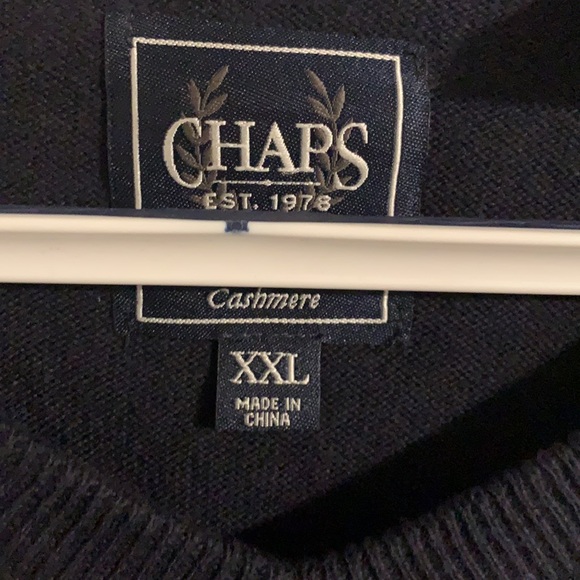 CHAPS
EST. 1978
Cashmere
XXL
MADE IN
CHINA